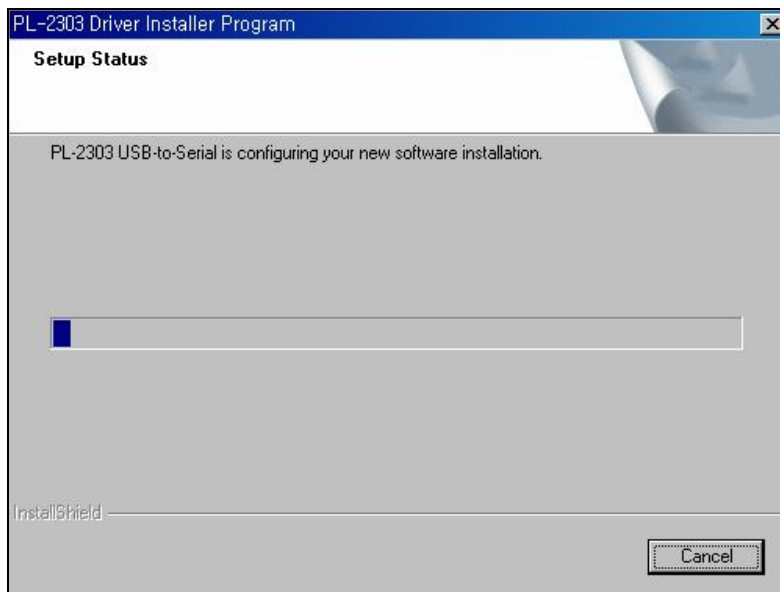 PL-2303 Driver Installer Program
Setup Status
PL-2303 USB-to-Serial is configuring your new software installation.
InstallShield
Cancel